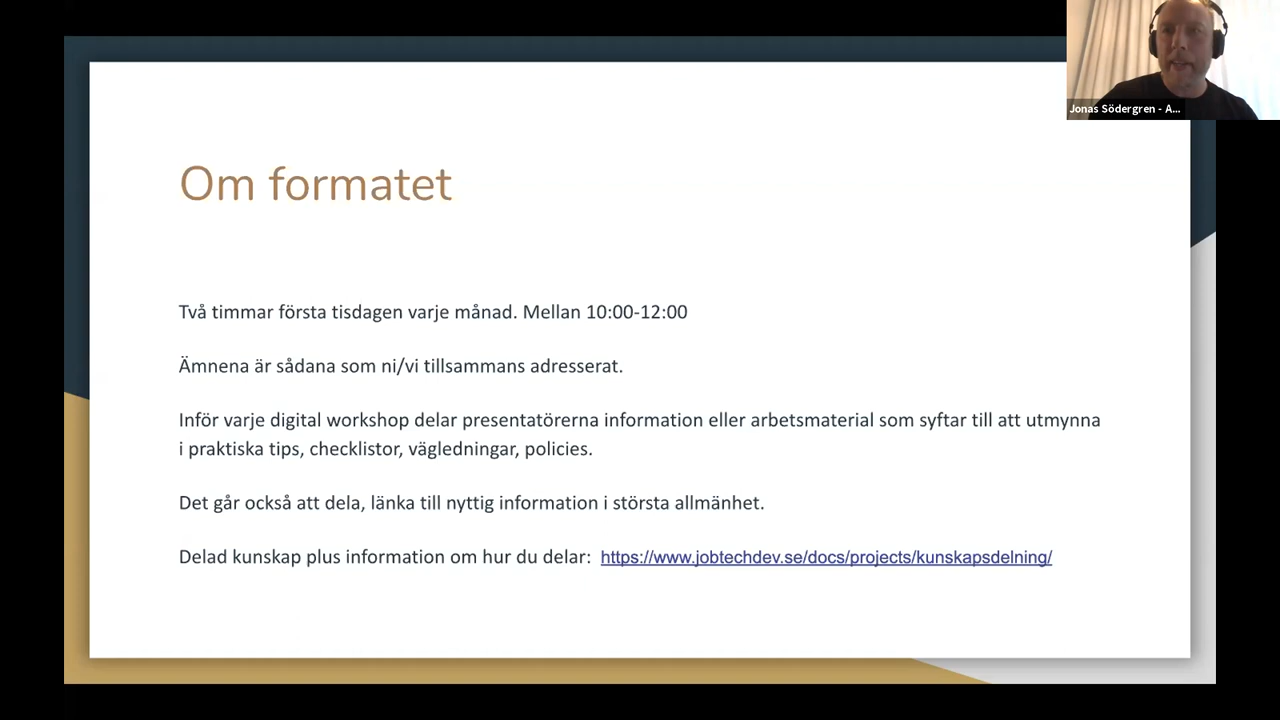 Jonas Södergren - A...
Om formatet
Två timmar första tisdagen varje månad. Mellan 10:00-12:00
Ämnena är sådana som ni/vi tillsammans adresserat.
Inför varje digital workshop delar presentatörerna information eller arbetsmaterial som syftar till att utmynna
i praktiska tips, checklistor, vägledningar, policies.
Det går också att dela, länka till nyttig information i största allmänhet.
Delad kunskap plus information om hur du delar: https://www.jobtechdev.se/docs/projects/kunskapsdelning/